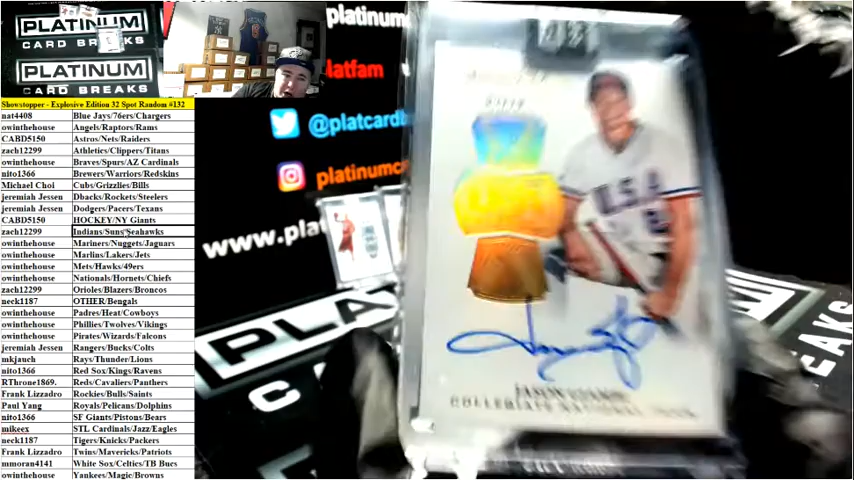 PLATINUM
CARD BREAKS
PLATINUM
CARD BREAKS
Showstopper - Explosive Edition 32 Spot Random #132
nat4408 Blue Jays/76ers/Chargers
owinthehouse Angels/Raptors/Rams
CABD5150 Astros/Nets/Raiders
zach12299 Athletics/Clippers/Titans
owinthehouse Braves/Spurs/AZ Cardinals
nito1366 Brewers/Warriors/Redskins
Michael Choi Cubs/Grizzlies/Bills
jeremiah Jessen Dbacks/Rockets/Steelers
jeremiah Jessen Dodgers/Pacers/Texans
CABD5150 HOCKEY/NY Giants
zach12299 Indians/Suns/Seahawks
owinthehouse Mariners/Nuggets/Jaguars
owinthehouse Marlins/Lakers/Jets
owinthehouse Mets/Hawks/49ers
owinthehouse Nationals/Hornets/Chiefs
zach12299 Orioles/Blazers/Broncos
neck1187 OTHER/Bengals
owinthehouse Padres/Heat/Cowboys
owinthehouse Phillies/Twolves/Vikings
owinthehouse Pirates/Wizards/Falcons
jeremiah Jessen Rangers/Bucks/Colts
mkjauch Rays/Thunder/Lions
nito1366 Red Sox/Kings/Ravens
RThrone1869. Reds/Cavaliers/Panthers
Frank Lizzadro Rockies/Bulls/Saints
Paul Yang Royals/Pelicans/Dolphins
nito1366 SF Giants/Pistons/Bears
mikeex STL Cardinals/Jazz/Eagles
neck1187 Tigers/Knicks/Packers
Frank Lizzadro Twins/Mavericks/Patriots
mmoran4141 White Sox/Celtics/TB Bucs
owinthehouse Yankees/Magic/Browns
platinum
platfam
@platcardb
platinumc
www.pla
PLA
C
U.S.A.
COLLEGIATE NATIONAL TEAM
BREAKS